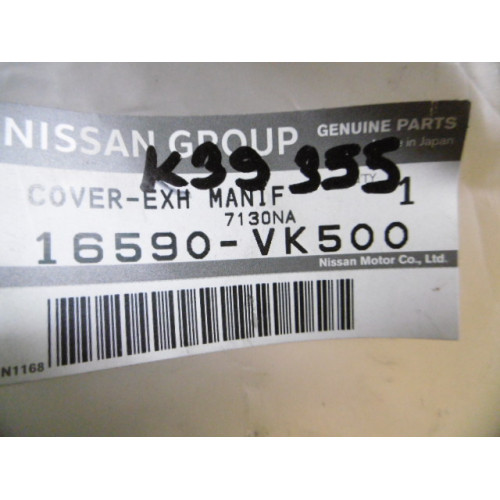 NISSAN GROUP GENUINE PARTS
in Japan
K39 355
COVER-EXH MANIF 1
7130NA
16590-VK500
Nissan Motor Co., Ltd.
N1168